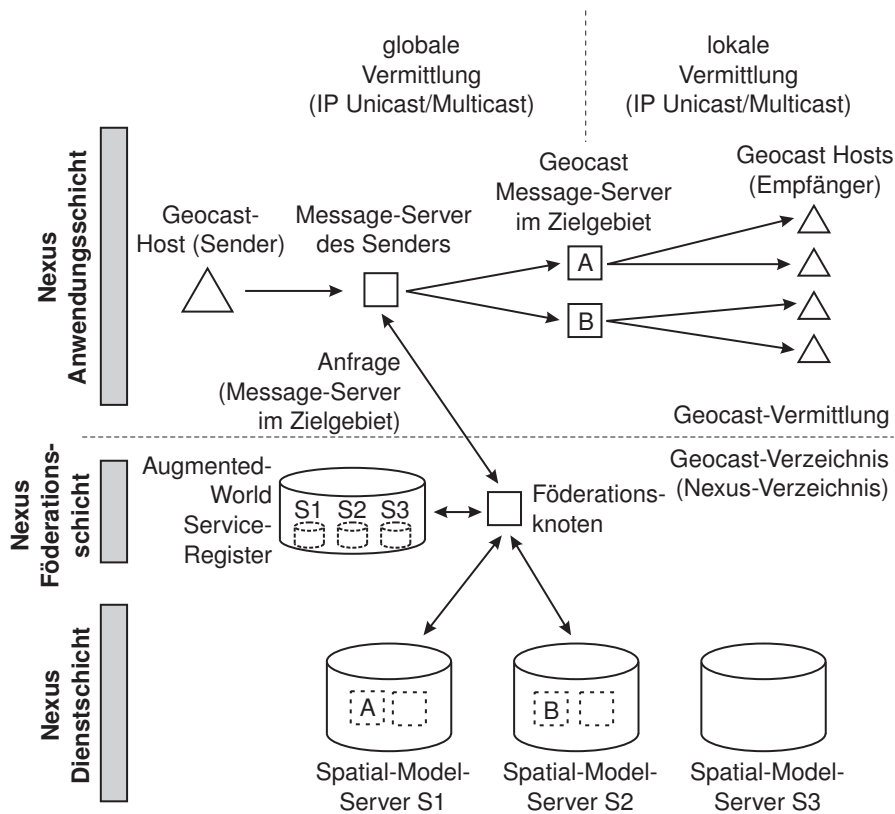 globale
Vermittlung
(IP Unicast/Multicast)
lokale
Vermittlung
(IP Unicast/Multicast)
Nexus
Anwendungsschicht
Geocast-
Host (Sender)
Message-Server
des Senders
Geocast
Message-Server
im Zielgebiet
Geocast Hosts
(Empfänger)
A
B
Anfrage
(Message-Server
im Zielgebiet)
Geocast-Vermittlung
Nexus
Föderations-
schicht
Augmented-
World
Service-
Register
S1 S2 S3
Föderations-
knoten
Geocast-Verzeichnis
(Nexus-Verzeichnis)
Nexus
Dienstschicht
A
B
Spatial-Model-
Server S1
Spatial-Model-
Server S2
Spatial-Model-
Server S3